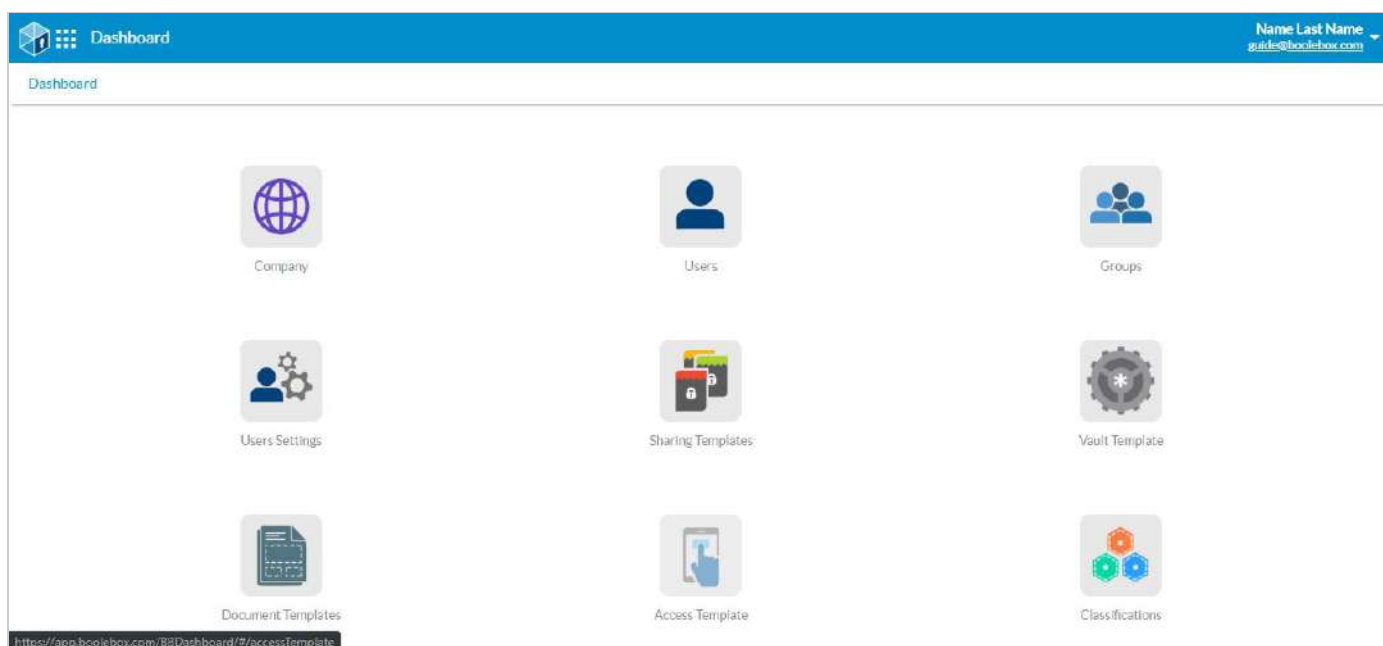 Dashboard
Name Last Name
guide@boolebox.com
Dashboard
Company
Users
Groups
Users Settings
Sharing Templates
Vault Template
Document Templates
Access Template
Classifications
https://app.boolebox.com/BBDashboard/#/accessTemplate